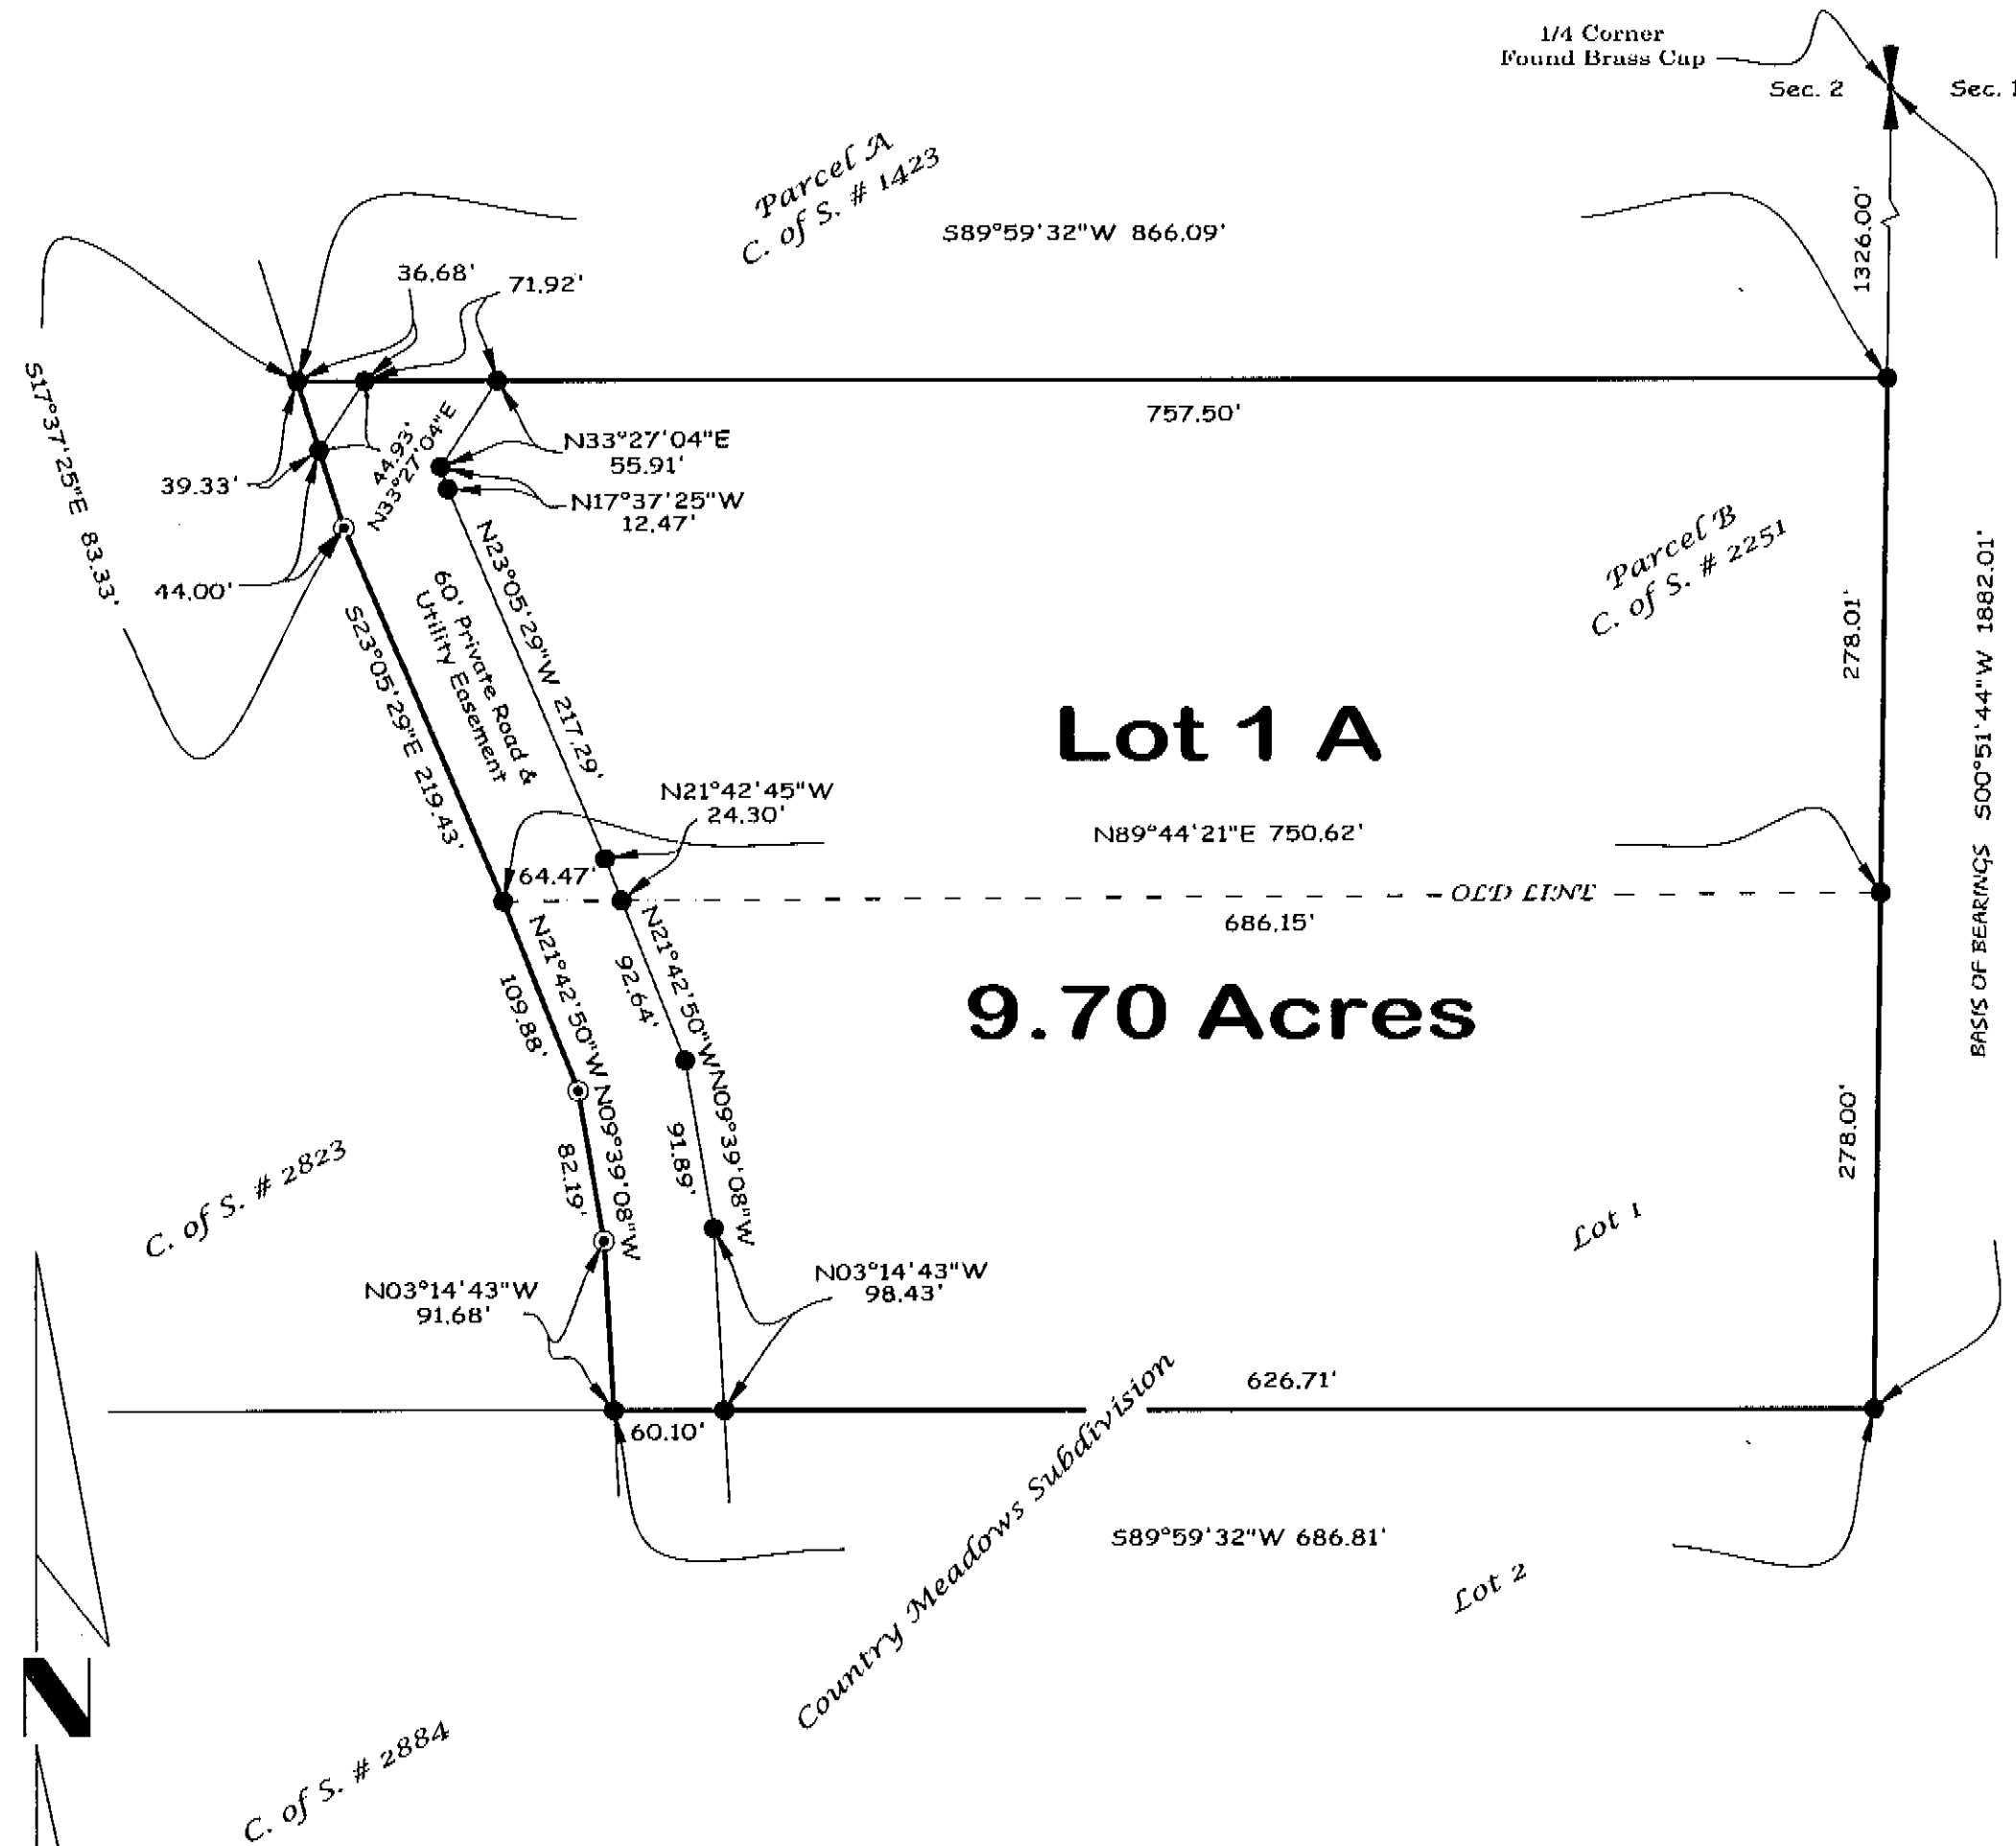 1/4 Corner
Found Brass Cap
Sec. 2
Sec. 1
1326.00'
Parcel A
C. of S. # 1423
S89°59'32"W 866.09'
36.68'
71.92'
757.50'
S17°37'25"E 83.33'
39.33'
44.93'
N33°27'04"E
N33°27'04"E
55.91'
N17°37'25"W
12.47'
44.00'
Parcel B
C. of S. # 2251
N23°05'29"W 217.29'
60' Private Road &
Utility Easement
S23°05'29"E 219.43'
278.01'
BASIS OF BEARINGS S00°51'44"W 1882.01'
Lot 1 A
N21°42'45"W
24.30'
N89°44'21"E 750.62'
64.47'
OLD LINE
686.15'
N21°42'50"W
109.88'
N21°42'50"W
92.64'
9.70 Acres
N09°39'08"W
82.19'
N09°39'08"W
91.89'
278.00'
C. of S. # 2823
Lot 1
N03°14'43"W
91.68'
N03°14'43"W
98.43'
626.71'
60.10'
Country Meadows Subdivision
S89°59'32"W 686.81'
Lot 2
N
C. of S. # 2884